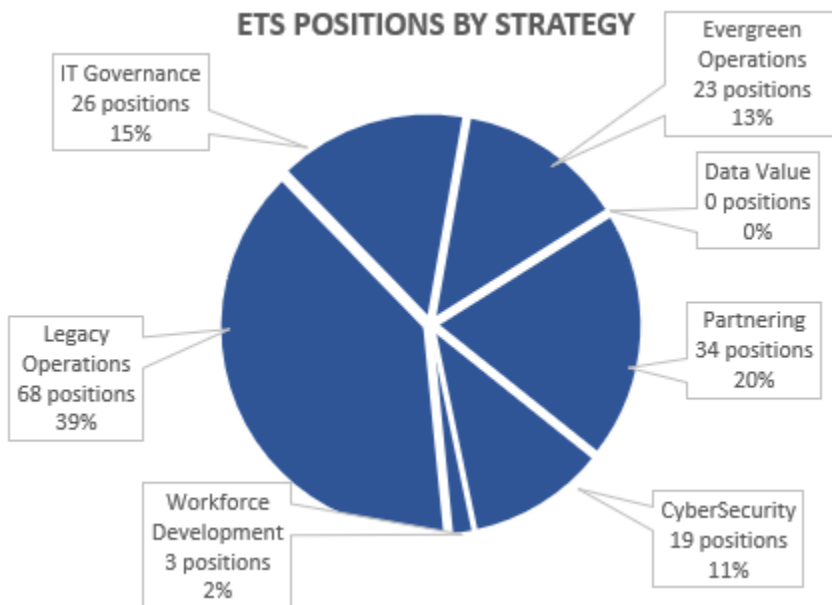 ETS POSITIONS BY STRATEGY
Evergreen
Operations
23 positions
13%
IT Governance
26 positions
15%
Data Value
0 positions
0%
Partnering
34 positions
20%
Legacy
Operations
68 positions
39%
Workforce
Development
3 positions
2%
CyberSecurity
19 positions
11%